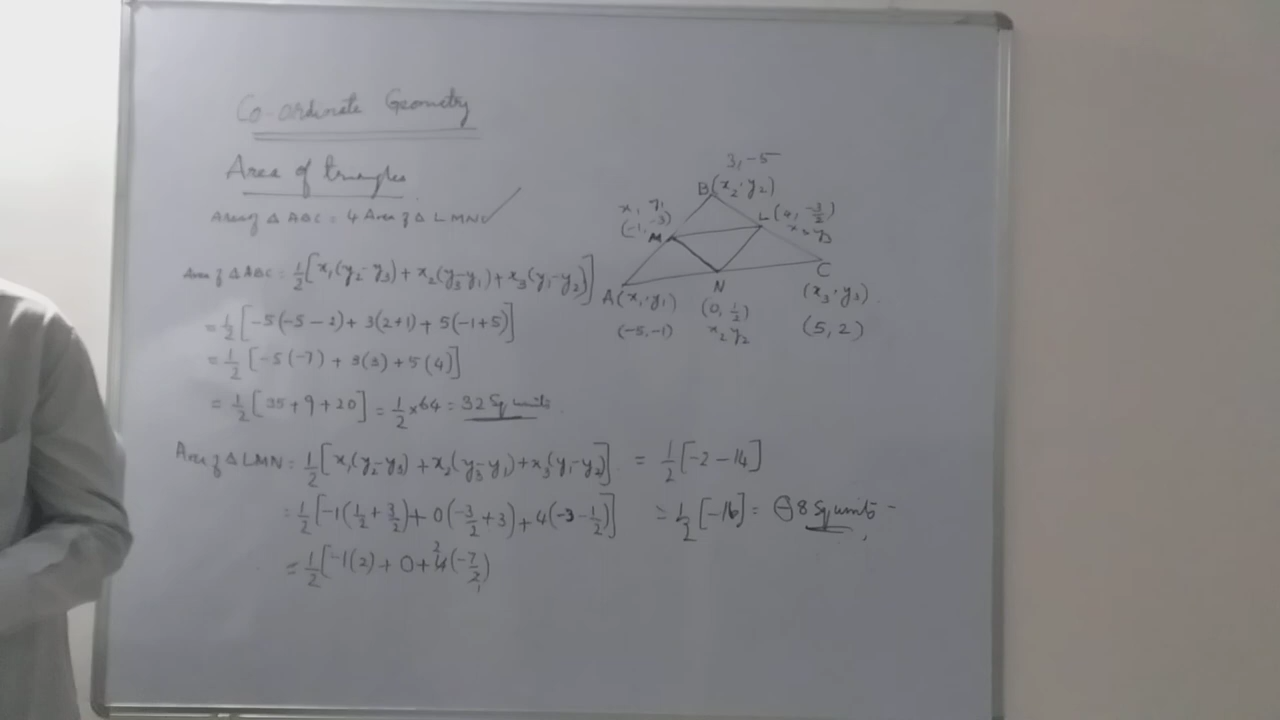 Co-ordinate Geometry
Area of triangles
Area of Δ ABC = 4 Area of Δ LMN
Area of Δ ABC = 1/2 [x₁(y₂-y₃) + x₂(y₃-y₁) + x₃(y₁-y₂)]
= 1/2 [-5(-5-2) + 3(2+1) + 5(-1+5)]
= 1/2 [-5(-7) + 3(3) + 5(4)]
= 1/2 [35+9+20] = 1/2 × 64 = 32 Sq units
Area of Δ LMN = 1/2 [x₁(y₂-y₃) + x₂(y₃-y₁) + x₃(y₁-y₂)] = 1/2 [-2-14]
= 1/2 [-1(1/2 + 3/2) + 0(-3/2 + 3) + 4(-3 - 1/2)] = 1/2 [-16] = -8 Sq units
= 1/2 [-1(2) + 0 + 4(-7/2)
3, -5
B(x₂, y₂)
x₁ y₁
(-1, -3)
M
L (4, -3/2)
x₃ y₃
C
(x₃, y₃)
(5, 2)
N
(0, 1/2)
x₂ y₂
A(x₁, y₁)
(-5, -1)